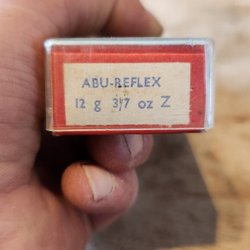 ABU-REFLEX
12 g 3/7 oz Z